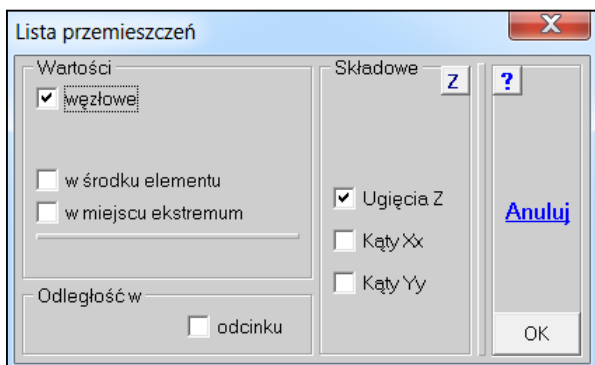 Lista przemieszczeń
X
Wartości
węzłowe
w środku elementu
w miejscu ekstremum
Odległość w
odcinku
Składowe
Z
Ugięcia Z
Kąty Xx
Kąty Yy
?
Anuluj
OK